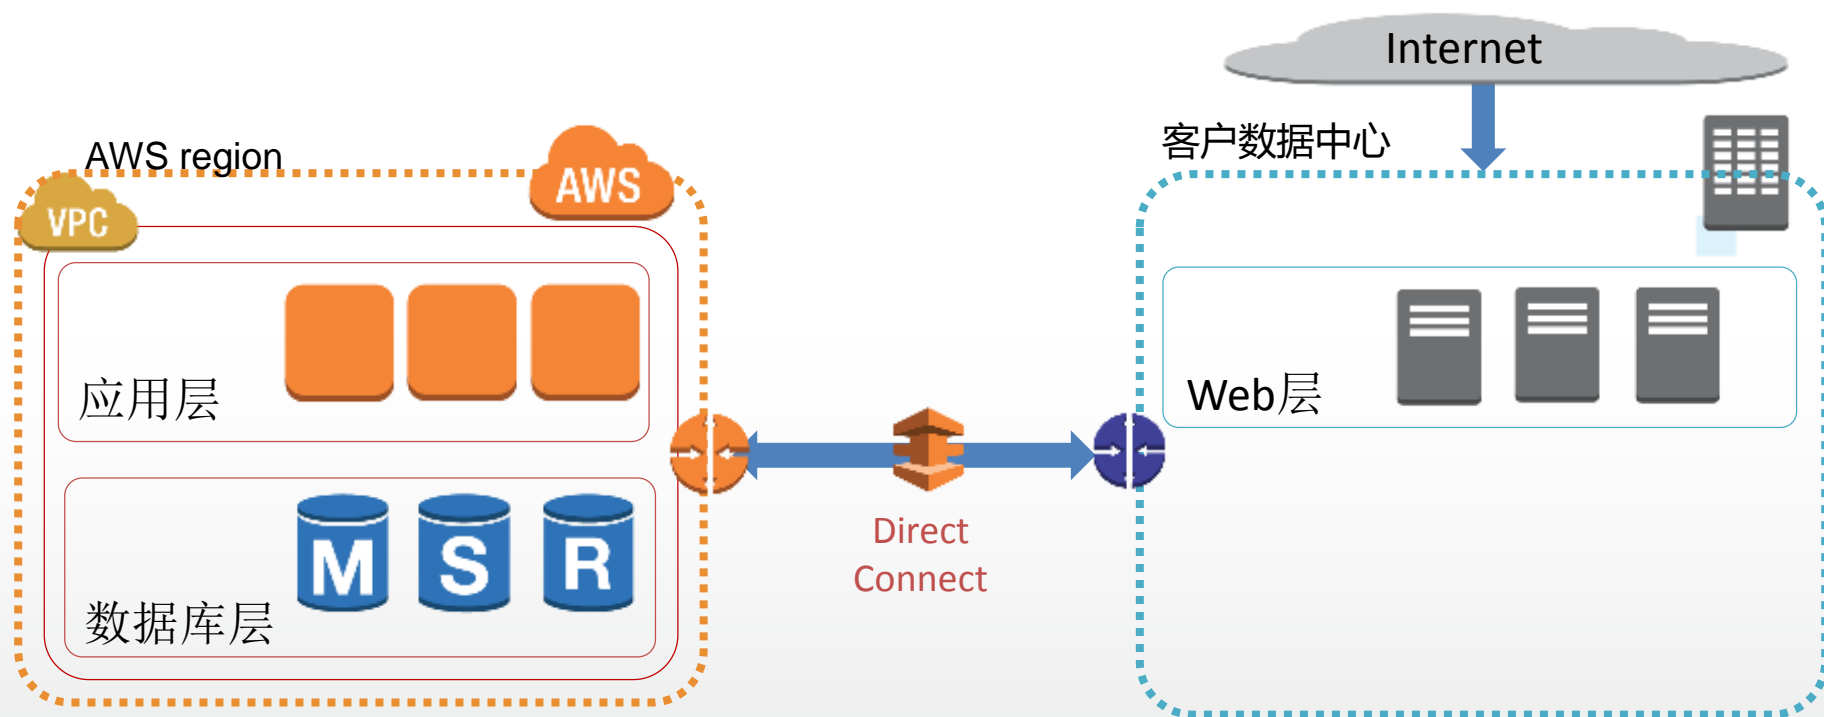 Internet
AWS region
客户数据中心
AWS
VPC
应用层
Web层
M S R
Direct
Connect
数据库层